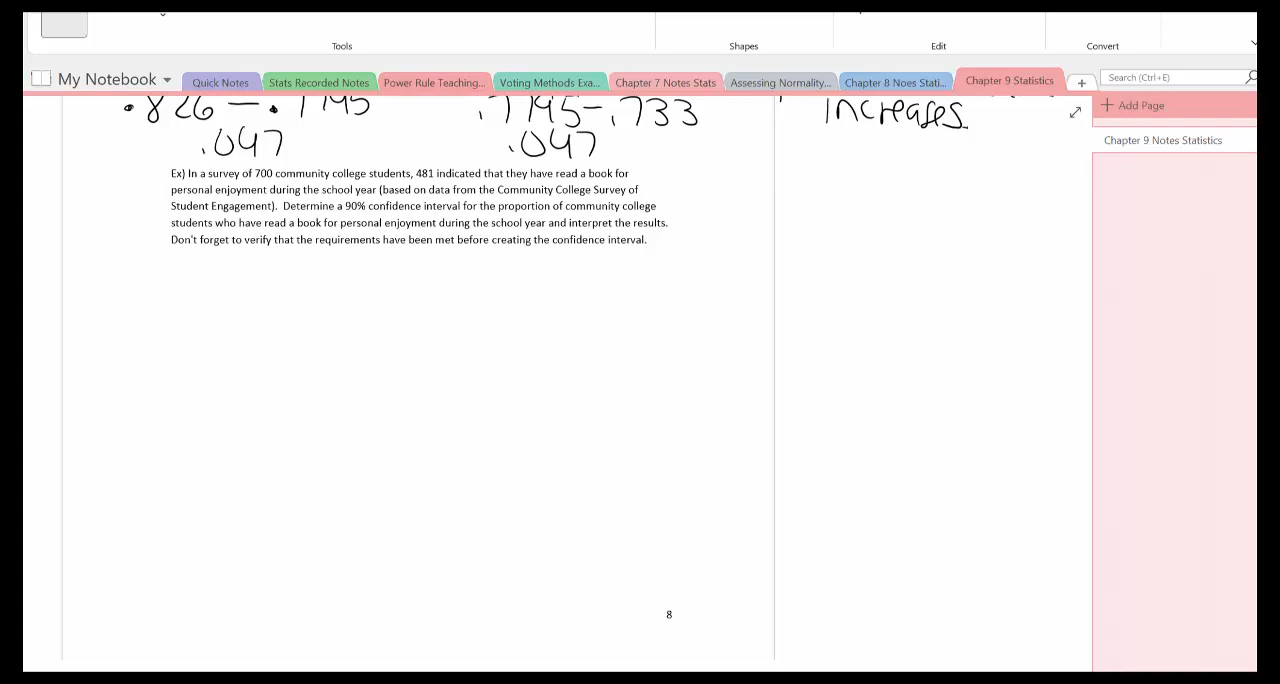 Tools Shapes Edit Convert
My Notebook Quick Notes Stats Recorded Notes Power Rule Teaching... Voting Methods Exa... Chapter 7 Notes Stats Assessing Normality... Chapter 8 Noes Stati... Chapter 9 Statistics + Search (Ctrl+E)
.826 - .7795 .7795-.733 increases.
.047 .047
+ Add Page
Chapter 9 Notes Statistics
Ex) In a survey of 700 community college students, 481 indicated that they have read a book for
personal enjoyment during the school year (based on data from the Community College Survey of
Student Engagement). Determine a 90% confidence interval for the proportion of community college
students who have read a book for personal enjoyment during the school year and interpret the results.
Don't forget to verify that the requirements have been met before creating the confidence interval.
8